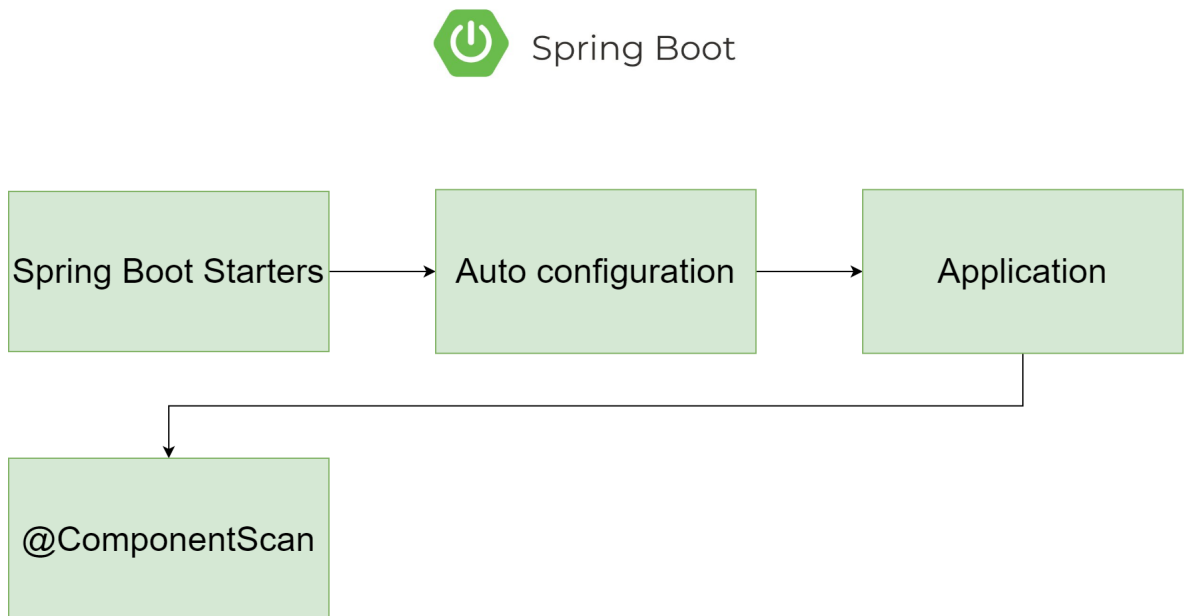 Spring Boot
Spring Boot Starters
Auto configuration
Application
@ComponentScan